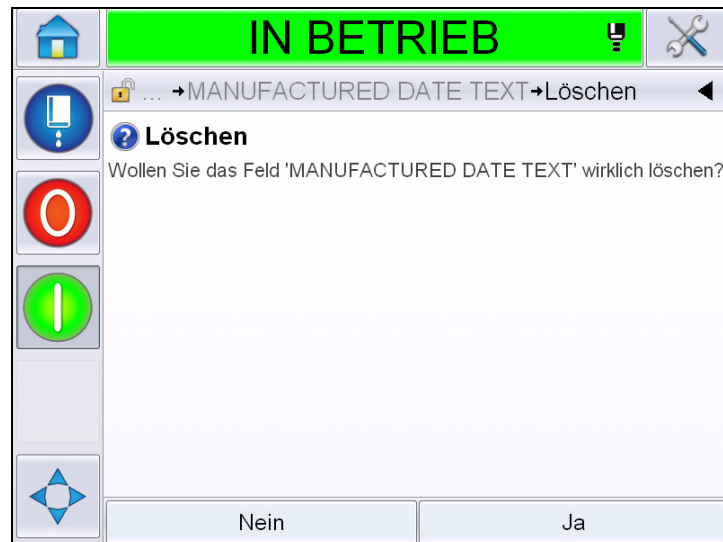 IN BETRIEB
... →MANUFACTURED DATE TEXT→Löschen
Löschen
Wollen Sie das Feld 'MANUFACTURED DATE TEXT' wirklich löschen?
Nein Ja